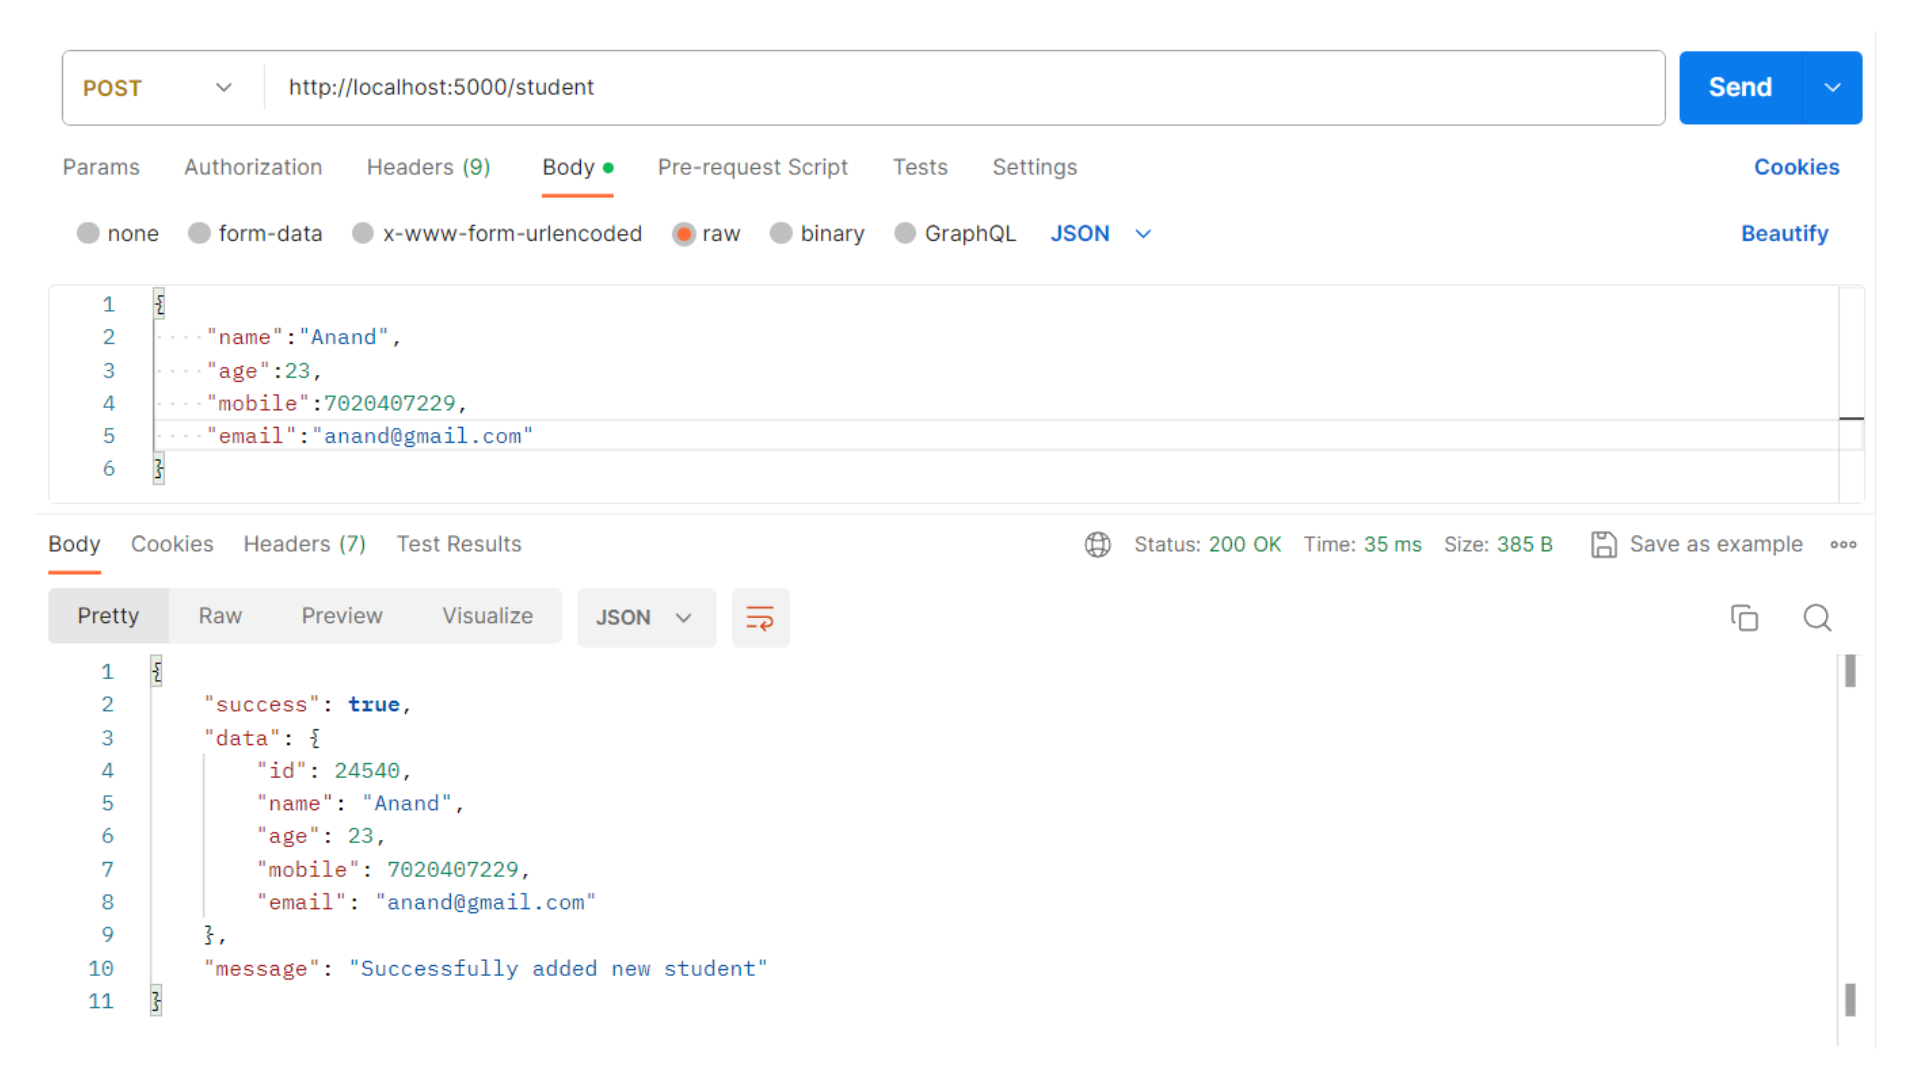 POST http://localhost:5000/student Send
Params Authorization Headers (9) Body Pre-request Script Tests Settings Cookies
none form-data x-www-form-urlencoded raw binary GraphQL JSON Beautify
1 {
2 "name":"Anand",
3 "age":23,
4 "mobile":7020407229,
5 "email":"anand@gmail.com"
6 }
Body Cookies Headers (7) Test Results Status: 200 OK Time: 35 ms Size: 385 B Save as example
Pretty Raw Preview Visualize JSON
1 {
2 "success": true,
3 "data": {
4 "id": 24540,
5 "name": "Anand",
6 "age": 23,
7 "mobile": 7020407229,
8 "email": "anand@gmail.com"
9 },
10 "message": "Successfully added new student"
11 }